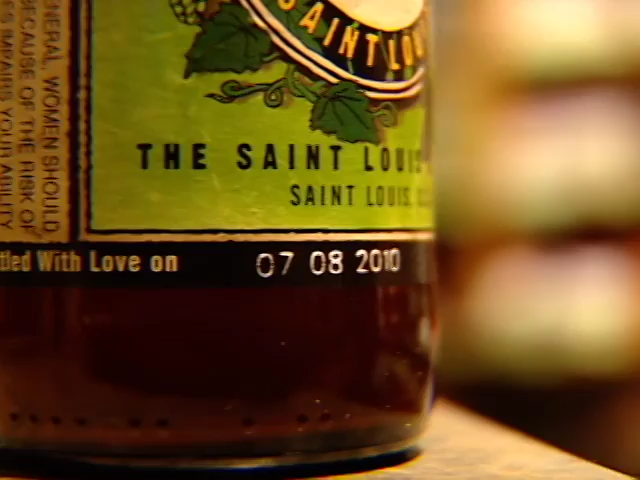 SAINT LOU
THE SAINT LOUIS
SAINT LOUIS,
tled With Love on 07 08 2010
NERAL, WOMEN SHOULD
BECAUSE OF THE RISK OF
S IMPAIRS YOUR ABILITY